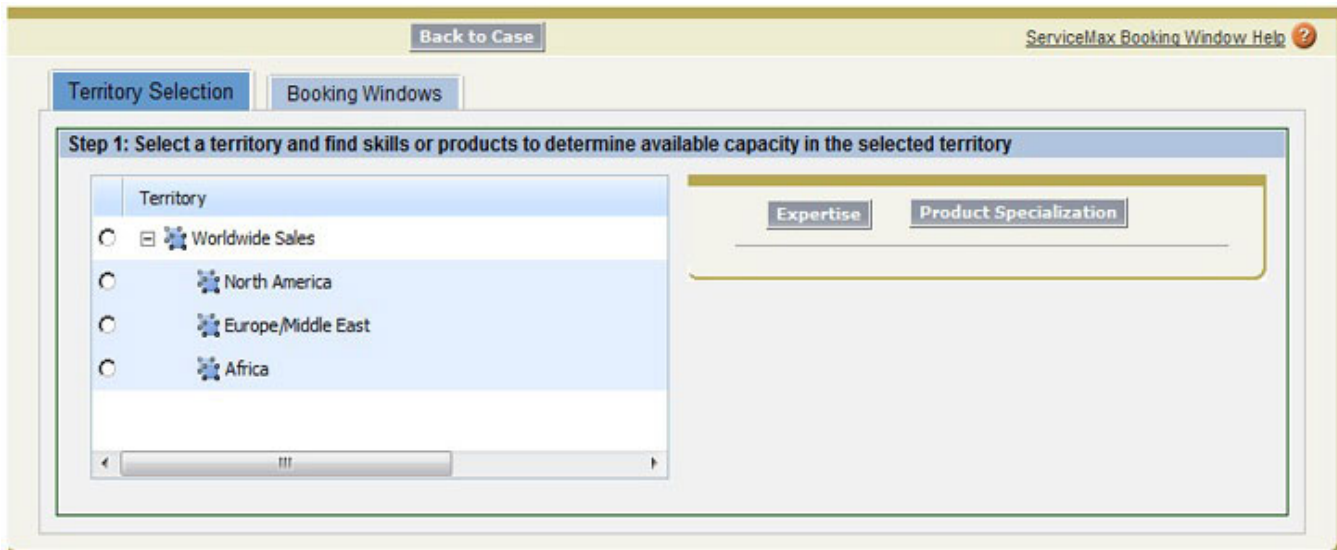 Back to Case
ServiceMax Booking Window Help ?
Territory Selection
Booking Windows
Step 1: Select a territory and find skills or products to determine available capacity in the selected territory
Territory
Worldwide Sales
North America
Europe/Middle East
Africa
Expertise
Product Specialization